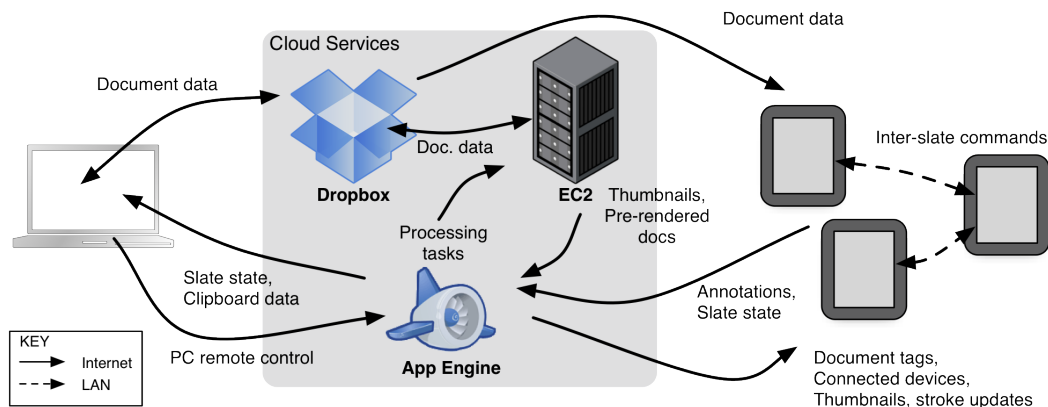 Document data
Cloud Services
Document data
Doc. data
Inter-slate commands
Dropbox
EC2
Thumbnails,
Pre-rendered
docs
Processing
tasks
Slate state,
Clipboard data
Annotations,
Slate state
KEY
Internet
LAN
PC remote control
App Engine
Document tags,
Connected devices,
Thumbnails, stroke updates